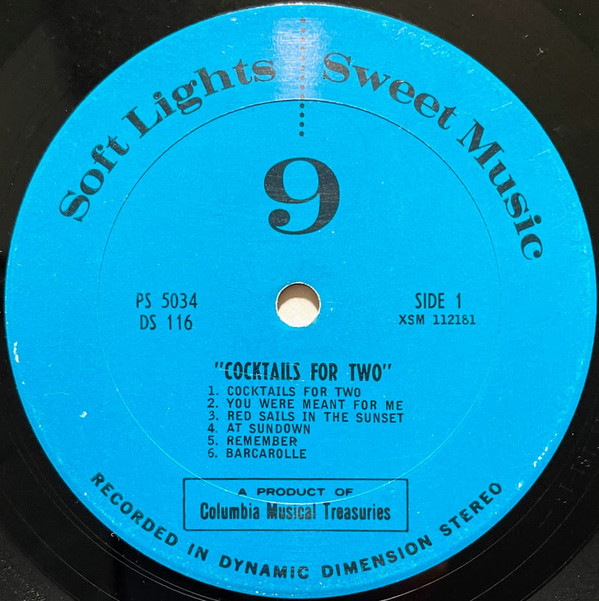 Soft Lights Sweet Music
9
PS 5034
DS 116
SIDE 1
XSM 112181
"COCKTAILS FOR TWO"
1. COCKTAILS FOR TWO
2. YOU WERE MEANT FOR ME
3. RED SAILS IN THE SUNSET
4. AT SUNDOWN
5. REMEMBER
6. BARCAROLLE
A PRODUCT OF
Columbia Musical Treasuries
RECORDED IN DYNAMIC DIMENSION STEREO